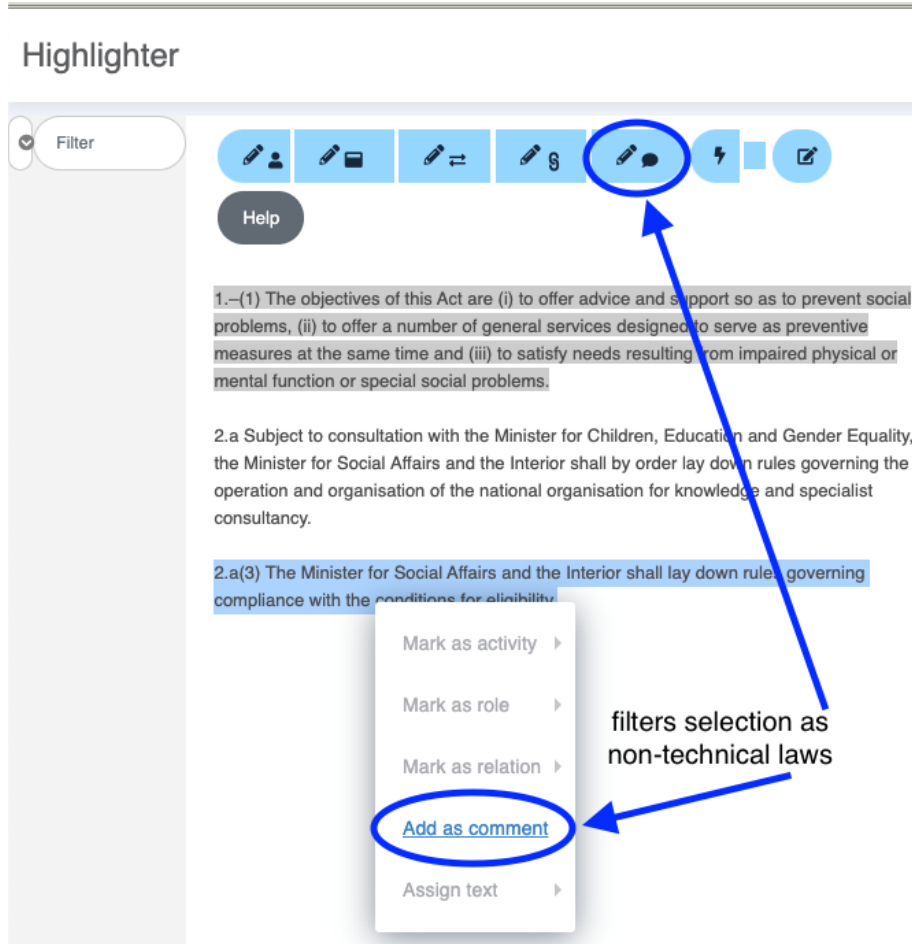 Highlighter
Filter
Help
1.–(1) The objectives of this Act are (i) to offer advice and support so as to prevent social
problems, (ii) to offer a number of general services designed to serve as preventive
measures at the same time and (iii) to satisfy needs resulting from impaired physical or
mental function or special social problems.
2.a Subject to consultation with the Minister for Children, Education and Gender Equality,
the Minister for Social Affairs and the Interior shall by order lay down rules governing the
operation and organisation of the national organisation for knowledge and specialist
consultancy.
2.a(3) The Minister for Social Affairs and the Interior shall lay down rules governing
compliance with the conditions for eligibility.
Mark as activity
Mark as role
Mark as relation
Add as comment
Assign text
filters selection as
non-technical laws